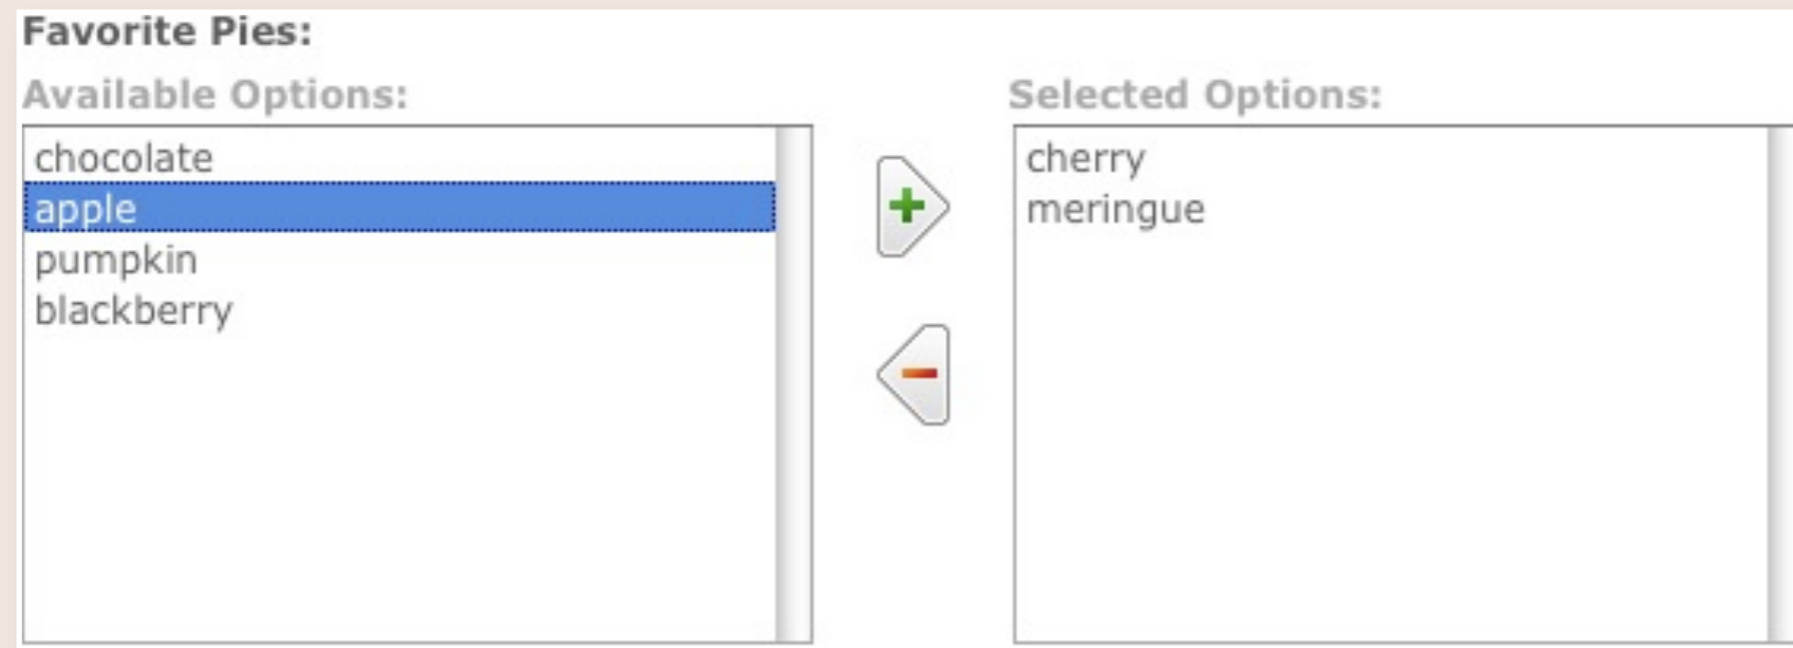 Favorite Pies:
Available Options:
chocolate
apple
pumpkin
blackberry
Selected Options:
cherry
meringue